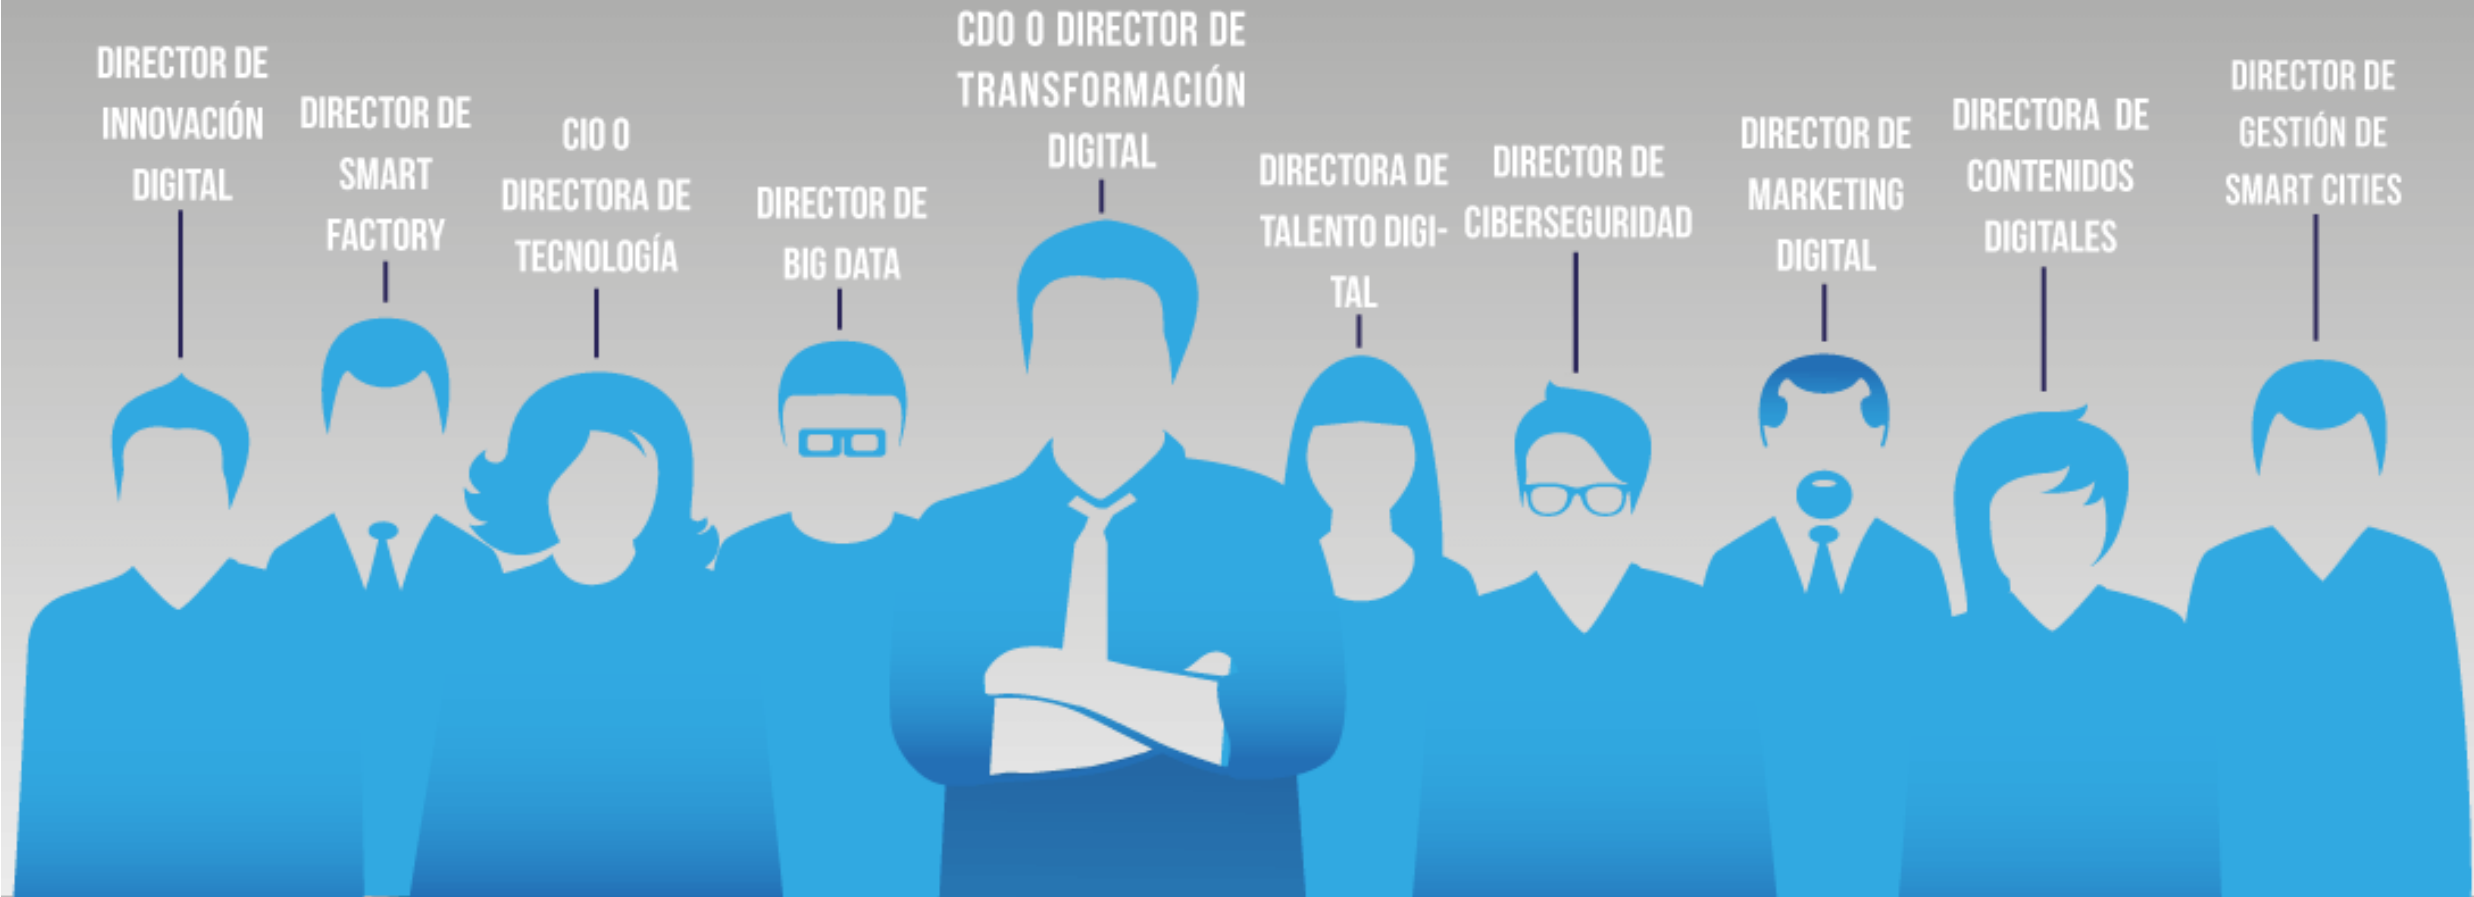 DIRECTOR DE
INNOVACIÓN
DIGITAL
DIRECTOR DE
SMART
FACTORY
CIO O
DIRECTORA DE
TECNOLOGÍA
DIRECTOR DE
BIG DATA
CDO O DIRECTOR DE
TRANSFORMACIÓN
DIGITAL
DIRECTORA DE
TALENTO DIGI-
TAL
DIRECTOR DE
CIBERSEGURIDAD
DIRECTOR DE
MARKETING
DIGITAL
DIRECTORA DE
CONTENIDOS
DIGITALES
DIRECTOR DE
GESTIÓN DE
SMART CITIES